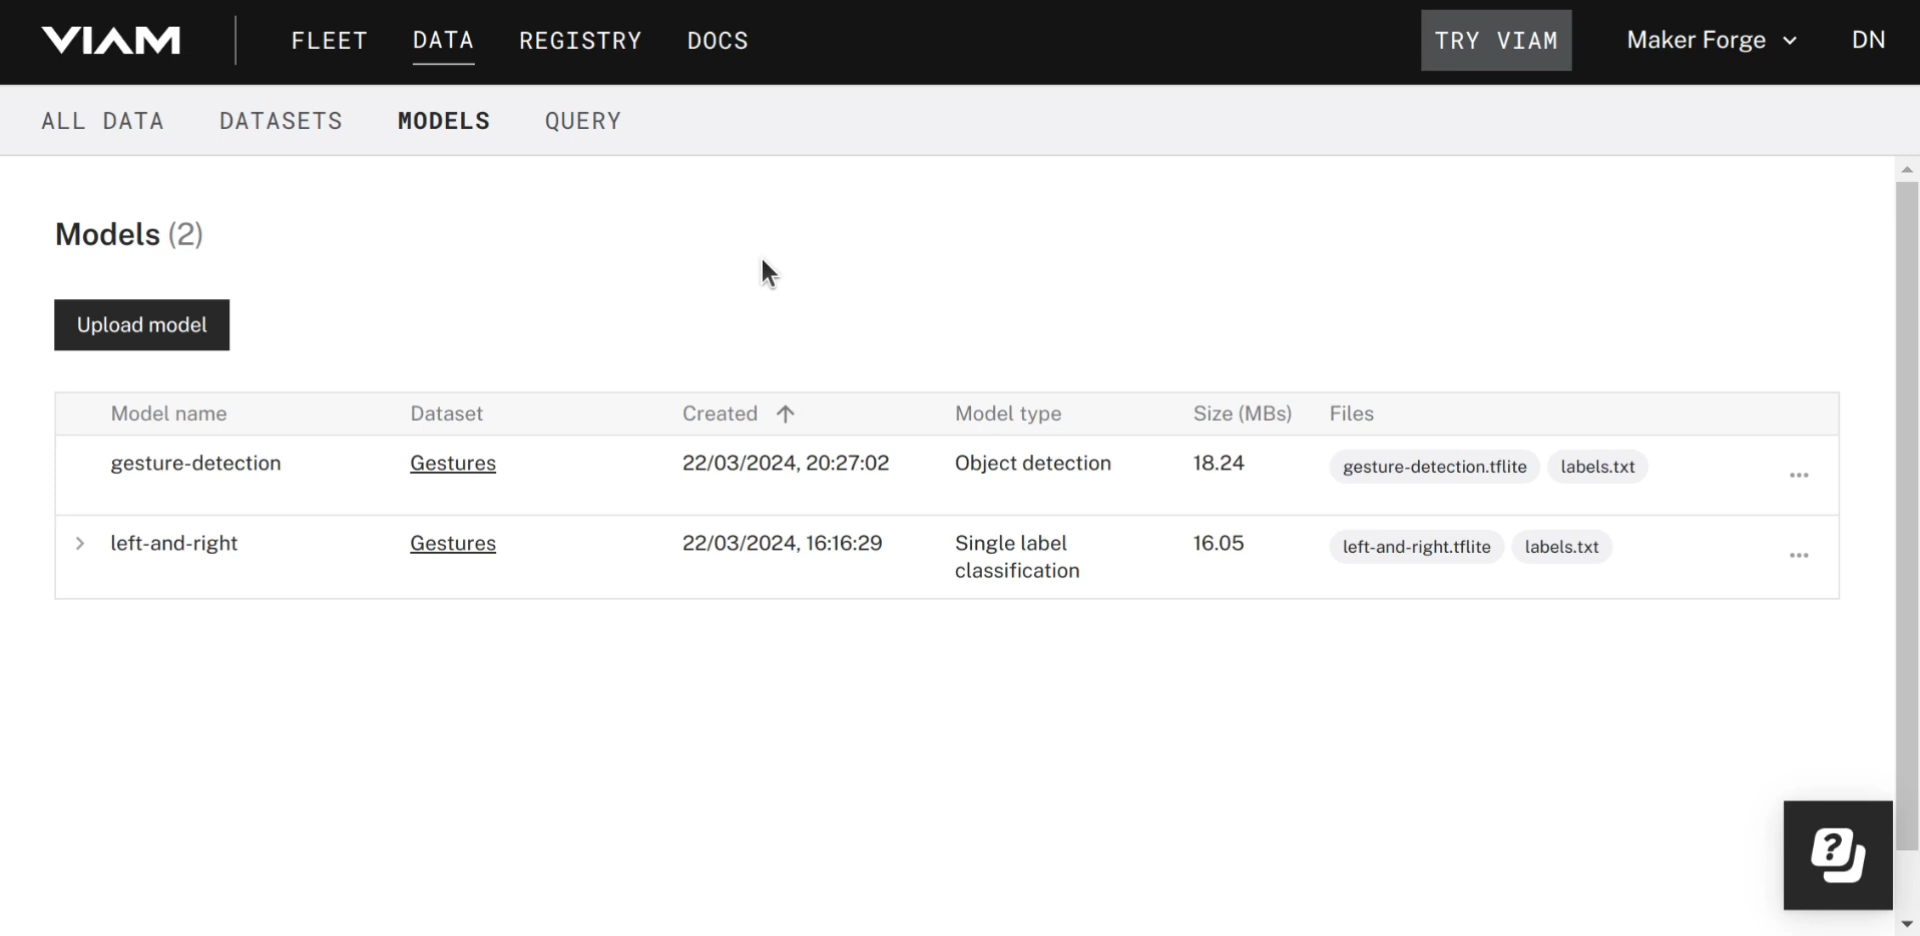 VIAM FLEET DATA REGISTRY DOCS TRY VIAM Maker Forge DN
ALL DATA DATASETS MODELS QUERY
Models (2)
Upload model
Model name Dataset Created Model type Size (MBs) Files
gesture-detection Gestures 22/03/2024, 20:27:02 Object detection 18.24 gesture-detection.tflite labels.txt ...
left-and-right Gestures 22/03/2024, 16:16:29 Single label 16.05 left-and-right.tflite labels.txt ...
classification
?